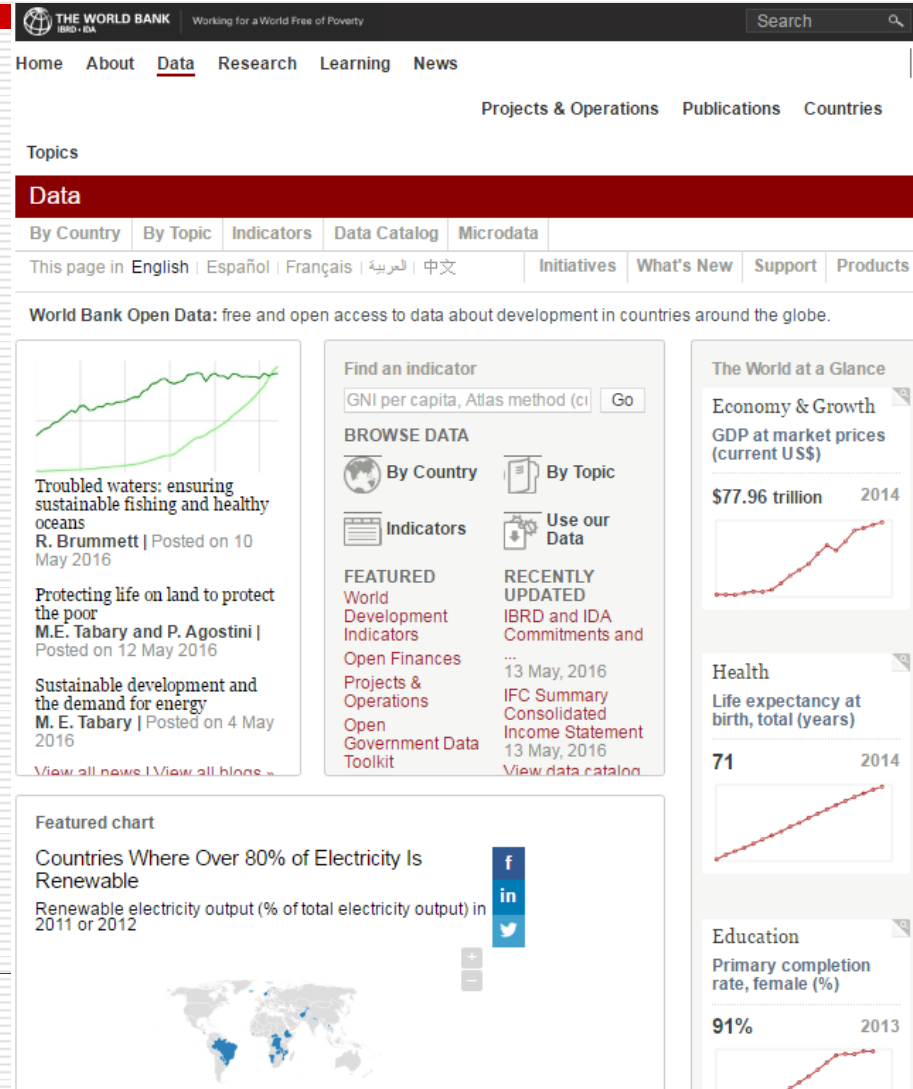 THE WORLD BANK
IBRD • IDA
Working for a World Free of Poverty
Search
Home About Data Research Learning News
Projects & Operations Publications Countries
Topics
Data
By Country By Topic Indicators Data Catalog Microdata
This page in English Español Français العربية 中文
Initiatives What's New Support Products
World Bank Open Data: free and open access to data about development in countries around the globe.
Troubled waters: ensuring
sustainable fishing and healthy
oceans
R. Brummett | Posted on 10
May 2016
Protecting life on land to protect
the poor
M.E. Tabary and P. Agostini |
Posted on 12 May 2016
Sustainable development and
the demand for energy
M. E. Tabary | Posted on 4 May
2016
View all news | View all blogs »
Find an indicator
GNI per capita, Atlas method (cu
Go
BROWSE DATA
By Country
By Topic
Indicators
Use our
Data
FEATURED
World
Development
Indicators
Open Finances
Projects &
Operations
Open
Government Data
Toolkit
RECENTLY
UPDATED
IBRD and IDA
Commitments and
...
13 May, 2016
IFC Summary
Consolidated
Income Statement
13 May, 2016
View data catalog
The World at a Glance
Economy & Growth
GDP at market prices
(current US$)
$77.96 trillion 2014
Health
Life expectancy at
birth, total (years)
71 2014
Education
Primary completion
rate, female (%)
91% 2013
Featured chart
Countries Where Over 80% of Electricity Is
Renewable
Renewable electricity output (% of total electricity output) in
2011 or 2012
f
in
+
−